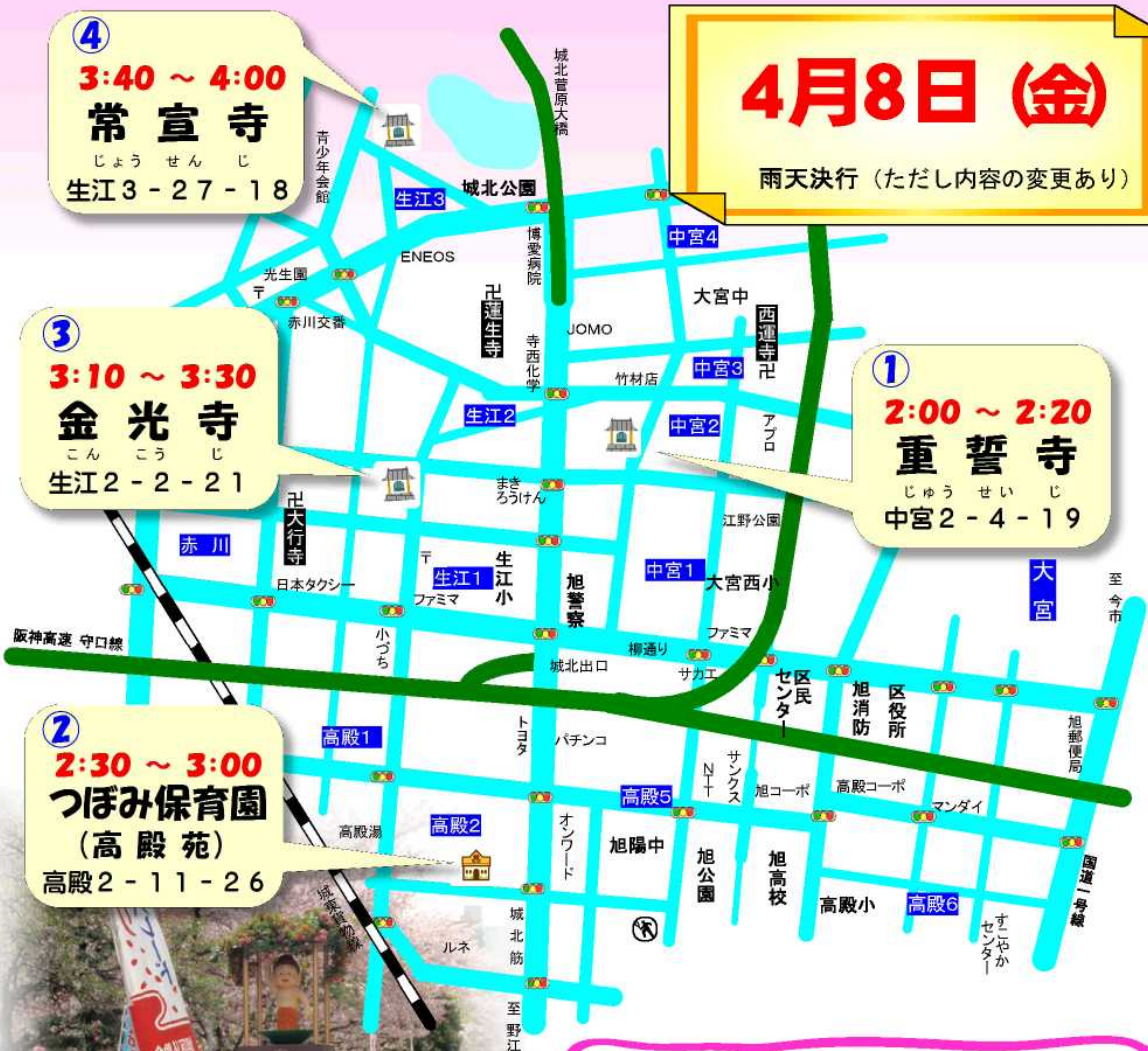 ④
3:40 ~ 4:00
常宣寺
じょう せん じ
生江3-27-18
4月8日 (金)
雨天決行 (ただし内容の変更あり)
城北菅原大橋
青少年会館
生江3
城北公園
中宮4
博愛病院
ENEOS
光生園
〒
赤川交番
卍蓮生寺
大宮中
西運寺卍
JOMO
寺西化学
竹材店
中宮3
③
3:10 ~ 3:30
金光寺
こん こう じ
生江2-2-21
①
2:00 ~ 2:20
重誓寺
じゅう せい じ
中宮2-4-19
生江2
中宮2
アプロ
まきろうけん
江野公園
卍大行寺
赤川
日本タクシー
〒
生江1
ファミマ
生江小
旭警察
中宮1
大宮西小
大宮
至 今市
阪神高速 守口線
小づち
城北出口
柳通り
ファミマ
サカエ
区民センター
旭消防
区役所
旭郵便局
②
2:30 ~ 3:00
つぼみ保育園
(高殿苑)
高殿2-11-26
高殿1
トヨタ
パチンコ
NTT
サンクス
旭コーポ
高殿コーポ
マンダイ
高殿5
高殿湯
高殿2
オンワード
旭陽中
旭公園
旭高校
高殿小
高殿6
すこやかセンター
国道一号線
城東貨物線
ルネ
城北筋
至野江